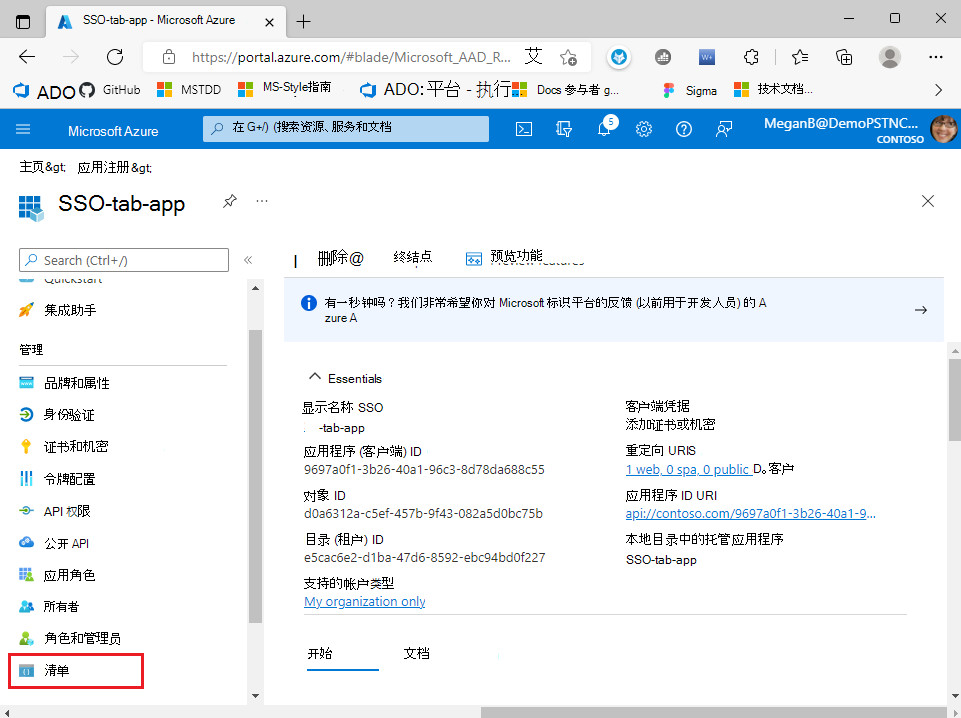 SSO-tab-app - Microsoft Azure
https://portal.azure.com/#blade/Microsoft_AAD_R...
艾
ADO
GitHub
MSTDD
MS-Style指南
ADO:平台 - 执行
Docs 参与者 g...
Sigma
技术文档...
Microsoft Azure
在 G+/) (搜索资源、服务和文档
5
MeganB@DemoPSTNC...
CONTOSO
主页&gt; 应用注册&gt;
SSO-tab-app
Search (Ctrl+/)
删除@
终结点
预览功能
Quickstart
集成助手
管理
品牌和属性
身份验证
证书和机密
令牌配置
API 权限
公开 API
应用角色
所有者
角色和管理员
清单
有一秒钟吗？我们非常希望你对 Microsoft 标识平台的反馈 (以前用于开发人员) 的 A
zure A
Essentials
显示名称 SSO
-tab-app
应用程序 (客户端) ID
9697a0f1-3b26-40a1-96c3-8d78da688c55
对象 ID
d0a6312a-c5ef-457b-9f43-082a5d0bc75b
目录 (租户) ID
e5cac6e2-d1ba-47d6-8592-ebc94bd0f227
支持的帐户类型
My organization only
客户端凭据
添加证书或机密
重定向 URIS
1 web, 0 spa, 0 public D。客户
应用程序 ID URI
api://contoso.com/9697a0f1-3b26-40a1-9...
本地目录中的托管应用程序
SSO-tab-app
开始
文档